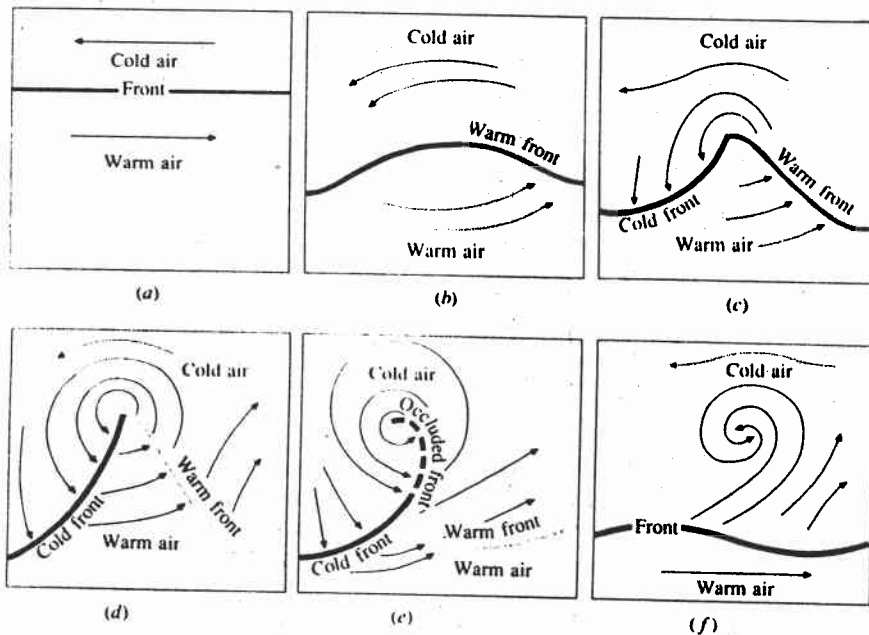 Cold air
Front
Warm air
(a)
Cold air
Warm front
Warm air
(b)
Cold air
Warm front
Cold front
Warm air
(c)
Cold air
Warm front
Cold front
Warm air
(d)
Cold air
Occluded front
Warm front
Cold front
Warm air
(e)
Cold air
Front
Warm air
(f)